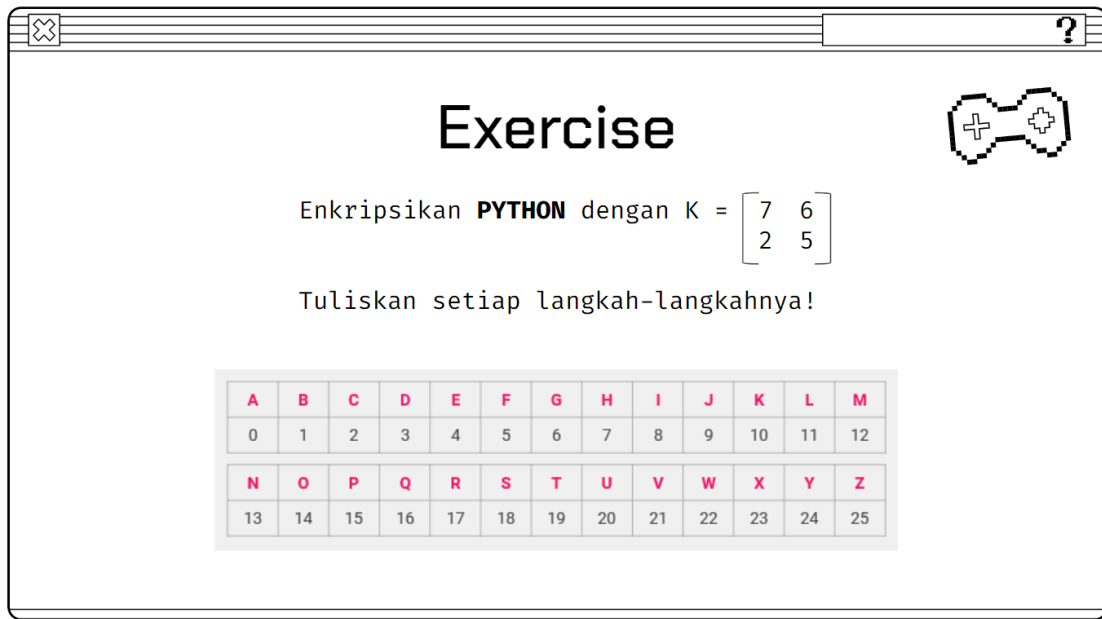 ?
Exercise
Enkripsikan PYTHON dengan K = 7 6
2 5
Tuliskan setiap langkah-langkahnya!
A B C D E F G H I J K L M
0 1 2 3 4 5 6 7 8 9 10 11 12
N O P Q R S T U V W X Y Z
13 14 15 16 17 18 19 20 21 22 23 24 25